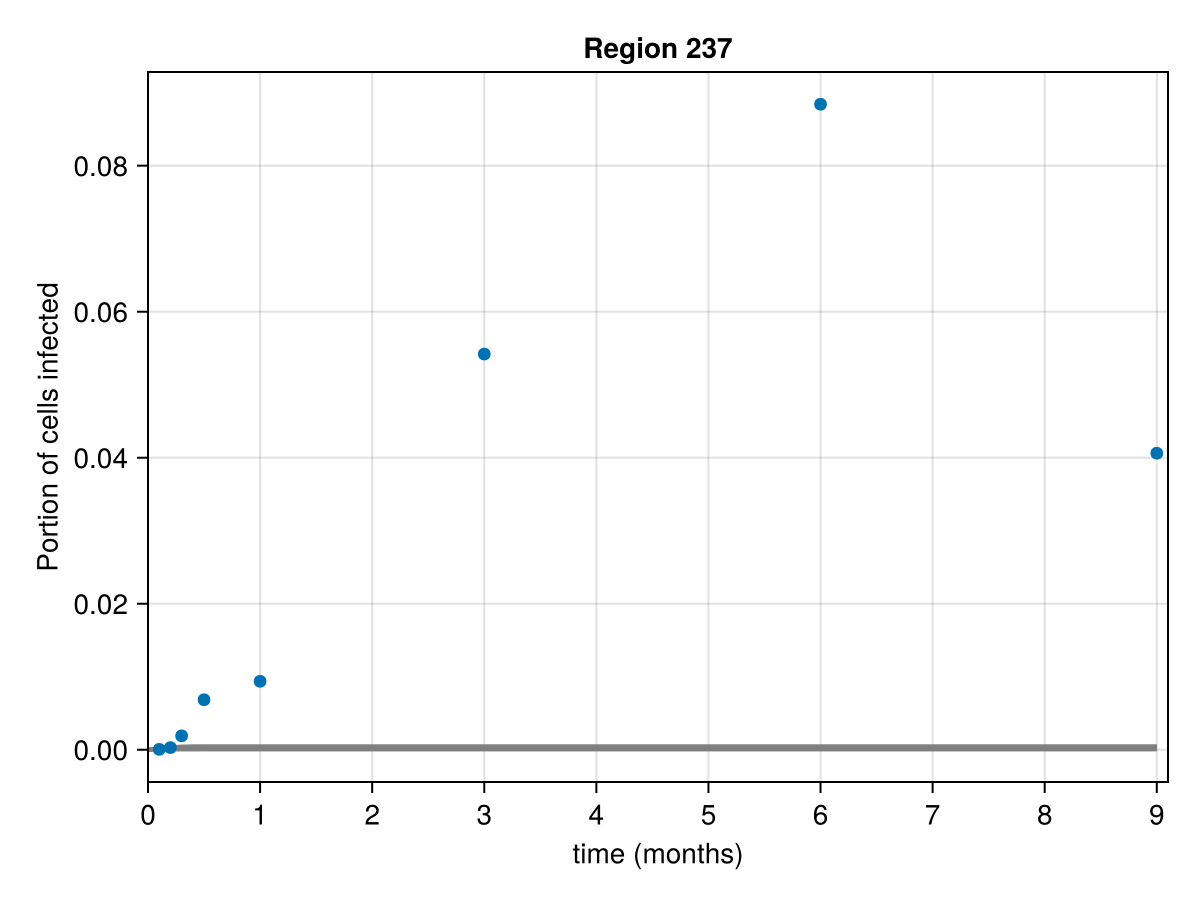 Region 237
Portion of cells infected
0.08
0.06
0.04
0.02
0.00
0 1 2 3 4 5 6 7 8 9
time (months)